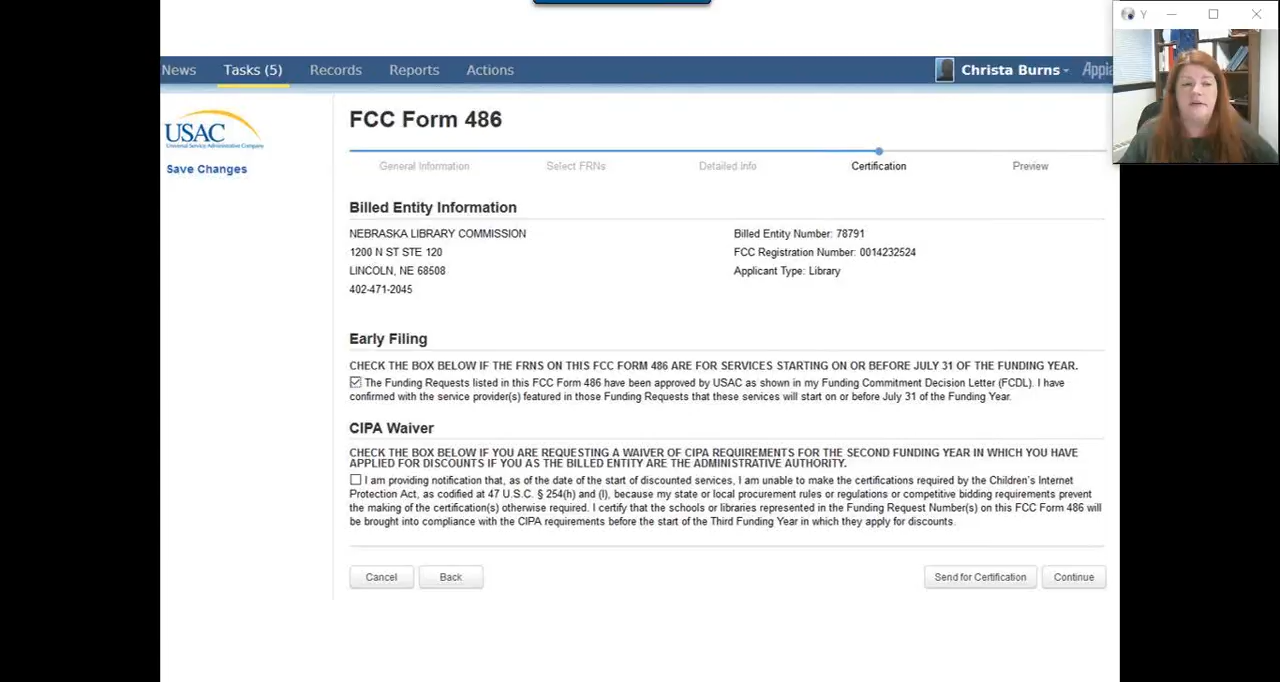 Y
News
Tasks (5)
Records
Reports
Actions
Christa Burns
USAC
Universal Service Administrative Company
Save Changes
FCC Form 486
General Information
Select FRNs
Detailed Info
Certification
Preview
Billed Entity Information
NEBRASKA LIBRARY COMMISSION
1200 N ST STE 120
LINCOLN, NE 68508
402-471-2045
Billed Entity Number: 78791
FCC Registration Number: 0014232524
Applicant Type: Library
Early Filing
CHECK THE BOX BELOW IF THE FRNS ON THIS FCC FORM 486 ARE FOR SERVICES STARTING ON OR BEFORE JULY 31 OF THE FUNDING YEAR.
The Funding Requests listed in this FCC Form 486 have been approved by USAC as shown in my Funding Commitment Decision Letter (FCDL). I have
confirmed with the service provider(s) featured in those Funding Requests that these services will start on or before July 31 of the Funding Year.
CIPA Waiver
CHECK THE BOX BELOW IF YOU ARE REQUESTING A WAIVER OF CIPA REQUIREMENTS FOR THE SECOND FUNDING YEAR IN WHICH YOU HAVE
APPLIED FOR DISCOUNTS IF YOU AS THE BILLED ENTITY ARE THE ADMINISTRATIVE AUTHORITY.
I am providing notification that, as of the date of the start of discounted services, I am unable to make the certifications required by the Children's Internet
Protection Act, as codified at 47 U.S.C. § 254(h) and (l), because my state or local procurement rules or regulations or competitive bidding requirements prevent
the making of the certification(s) otherwise required. I certify that the schools or libraries represented in the Funding Request Number(s) on this FCC Form 486 will
be brought into compliance with the CIPA requirements before the start of the Third Funding Year in which they apply for discounts.
Cancel
Back
Send for Certification
Continue